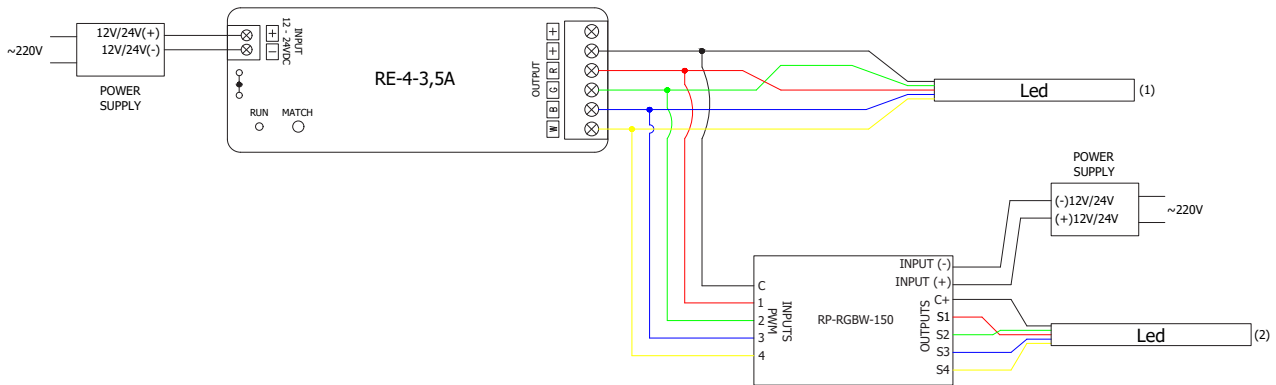 ~220V
12V/24V(+)
12V/24V(-)
POWER
SUPPLY
+
-
INPUT
12 - 24VDC
RUN
MATCH
RE-4-3,5A
OUTPUT
+
+
R
G
B
W
Led
(1)
POWER
SUPPLY
(-)12V/24V
(+)12V/24V
~220V
C
1
2
3
4
INPUTS
PWM
RP-RGBW-150
INPUT (-)
INPUT (+)
OUTPUTS
C+
S1
S2
S3
S4
Led
(2)